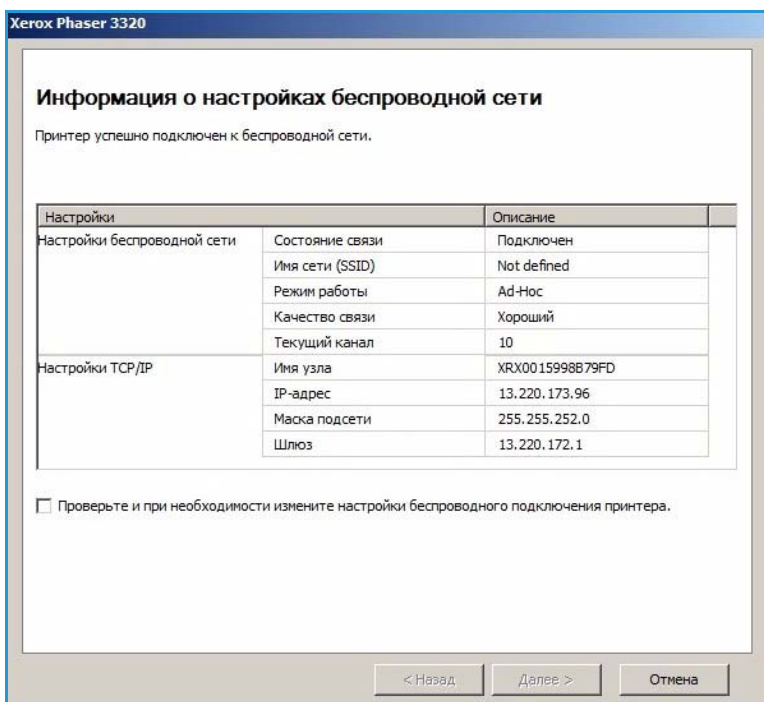 Xerox Phaser 3320
Информация о настройках беспроводной сети
Принтер успешно подключен к беспроводной сети.
Настройки Описание
Настройки беспроводной сети Состояние связи Подключен
Имя сети (SSID) Not defined
Режим работы Ad-Hoc
Качество связи Хороший
Текущий канал 10
Настройки TCP/IP Имя узла XRX0015998B79FD
IP-адрес 13.220.173.96
Маска подсети 255.255.252.0
Шлюз 13.220.172.1
Проверьте и при необходимости измените настройки беспроводного подключения принтера.
< Назад Далее > Отмена